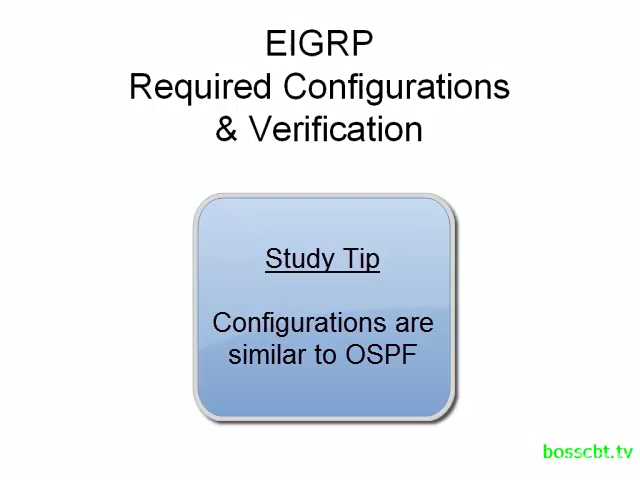 EIGRP
Required Configurations
& Verification
Study Tip
Configurations are
similar to OSPF
bosscbt.tv